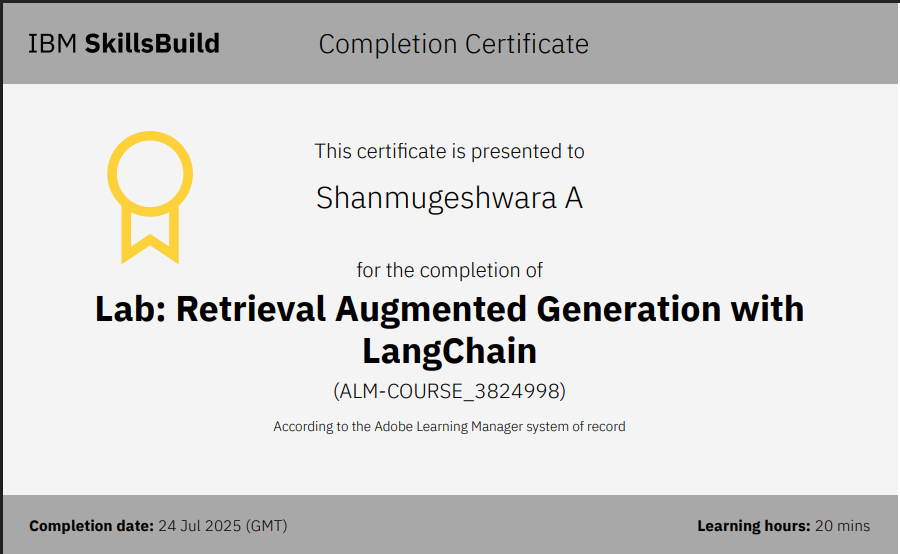 IBM SkillsBuild
Completion Certificate
This certificate is presented to
Shanmugeshwara A
for the completion of
Lab: Retrieval Augmented Generation with
LangChain
(ALM-COURSE_3824998)
According to the Adobe Learning Manager system of record
Completion date: 24 Jul 2025 (GMT)
Learning hours: 20 mins